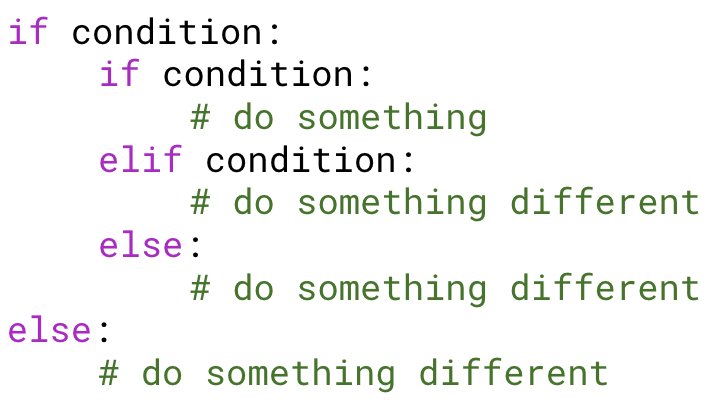 if condition:
    if condition:
        # do something
    elif condition:
        # do something different
    else:
        # do something different
else:
    # do something different